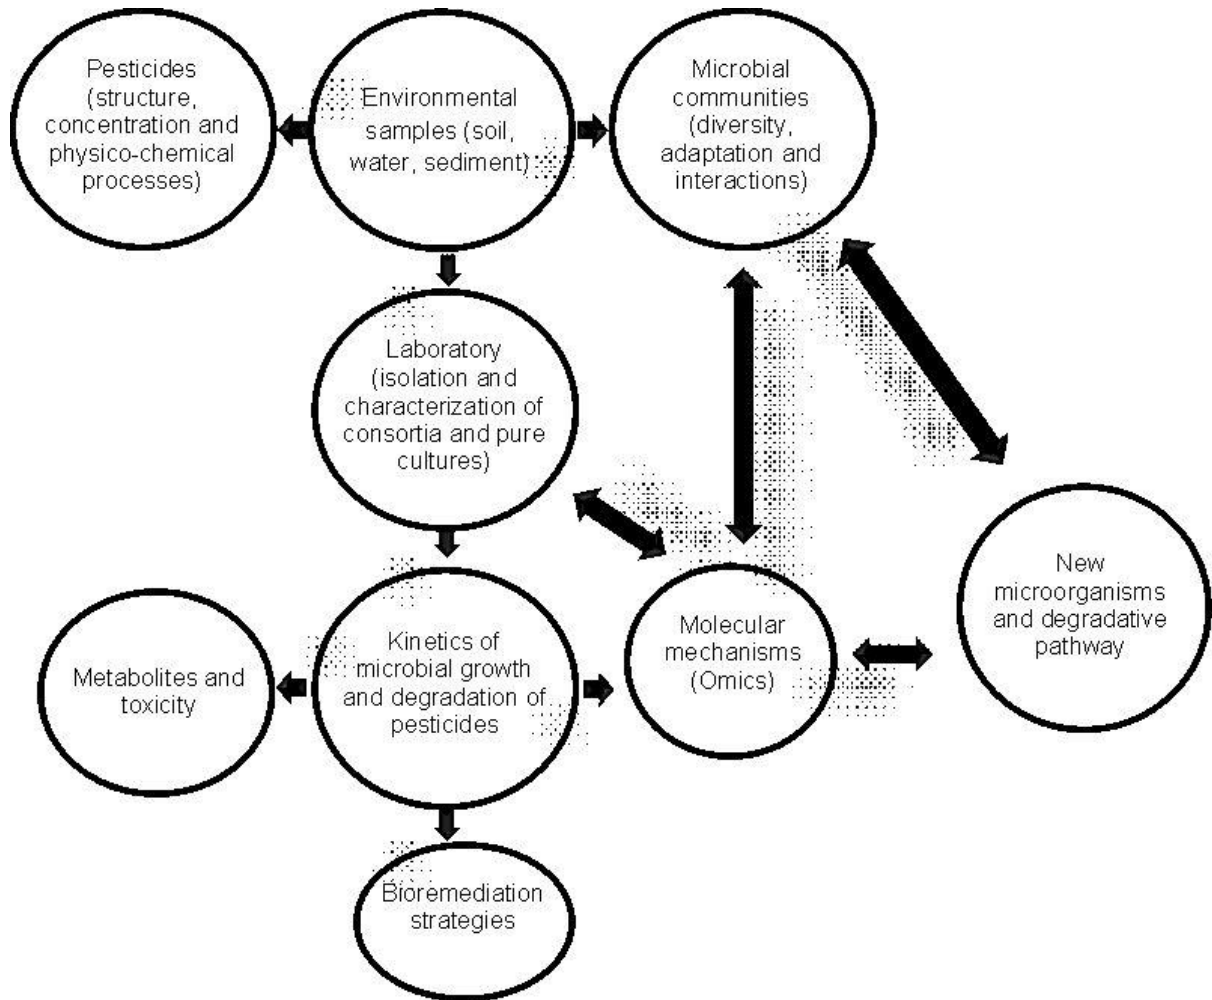 Pesticides
(structure,
concentration and
physico-chemical
processes)
Environmental
samples (soil,
water, sediment)
Microbial
communities
(diversity,
adaptation and
interactions)
Laboratory
(isolation and
characterization of
consortia and pure
cultures)
Metabolites and
toxicity
Kinetics of
microbial growth
and degradation of
pesticides
Molecular
mechanisms
(Omics)
New
microorganisms
and degradative
pathway
Bioremediation
strategies